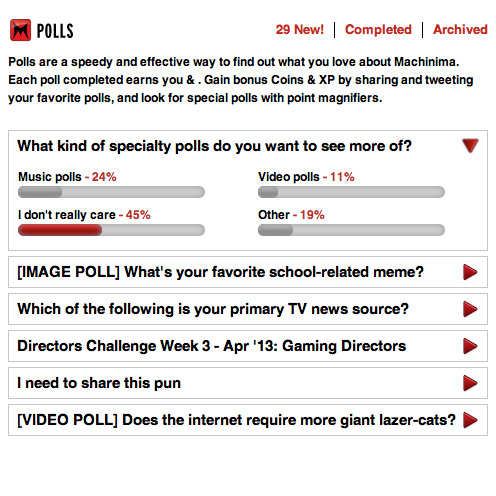 POLLS
29 New! Completed Archived
Polls are a speedy and effective way to find out what you love about Machinima.
Each poll completed earns you & . Gain bonus Coins & XP by sharing and tweeting
your favorite polls, and look for special polls with point magnifiers.
What kind of specialty polls do you want to see more of?
Music polls - 24% Video polls - 11%
I don't really care - 45% Other - 19%
[IMAGE POLL] What's your favorite school-related meme?
Which of the following is your primary TV news source?
Directors Challenge Week 3 - Apr '13: Gaming Directors
I need to share this pun
[VIDEO POLL] Does the internet require more giant lazer-cats?